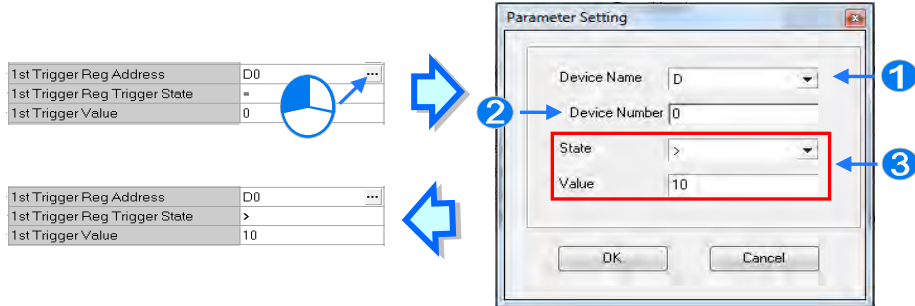 1st Trigger Reg Address D0 ...
1st Trigger Reg Trigger State =
1st Trigger Value 0
Parameter Setting
Device Name D
1
2
Device Number 0
State >
Value 10
3
OK Cancel
1st Trigger Reg Address D0 ...
1st Trigger Reg Trigger State >
1st Trigger Value 10